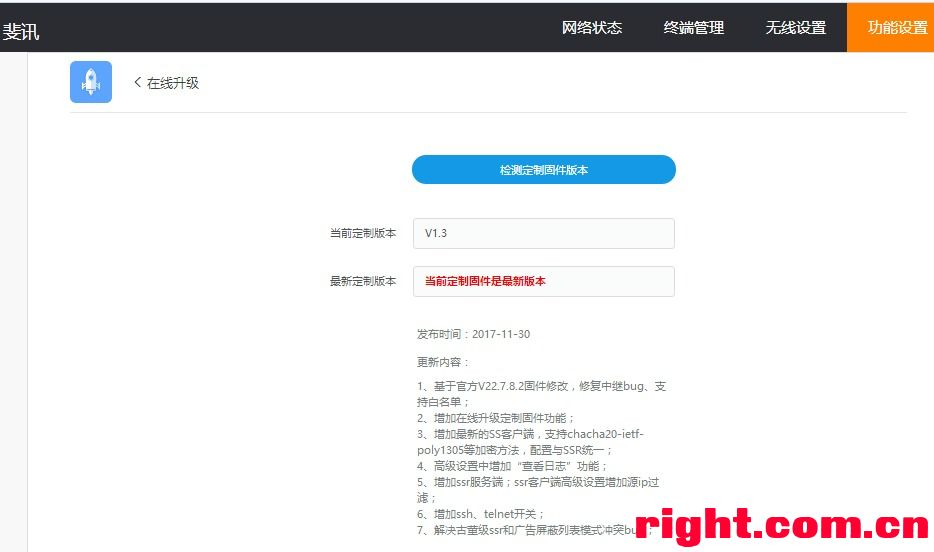 斐讯
网络状态 终端管理 无线设置 功能设置
< 在线升级
检测定制固件版本
当前定制版本 V1.3
最新定制版本 当前定制固件是最新版本
发布时间：2017-11-30
更新内容：
1、基于官方V22.7.8.2固件修改，修复中继bug、支
持白名单；
2、增加在线升级定制固件功能；
3、增加最新的SS客户端，支持chacha20-ietf-
poly1305等加密方法，配置与SSR统一；
4、高级设置中增加“查看日志”功能；
5、增加ssr服务端；ssr客户端高级设置增加源ip过
滤；
6、增加ssh、telnet开关；
7、解决古董级ssr和广告屏蔽列表模式冲突
right.com.cn